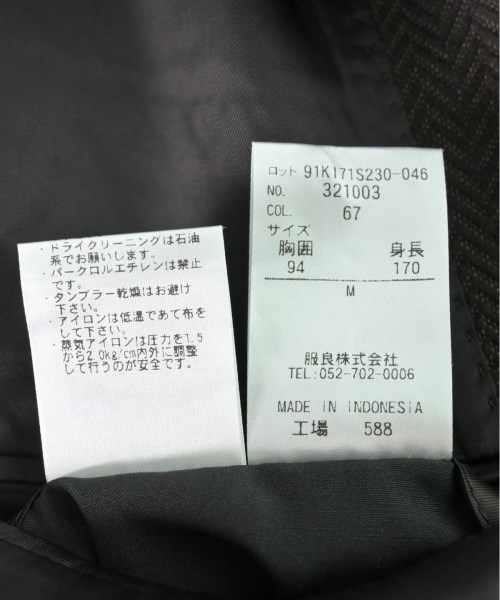 ・ドライクリーニングは石油
系でお願いします。
・パークロルエチレンは禁止
です。
・タンブラー乾燥はお避け
下さい。
・アイロンは低温であて布を
して下さい。
・蒸気アイロンは圧力を1.5
から2.0kg/cm内外に調整
して行うのが安全です。
ロット 91K171S230-046
NO. 321003
COL. 67
サイズ
胸囲 身長
94 170
M
服良株式会社
TEL:052-702-0006
MADE IN INDONESIA
工場 588